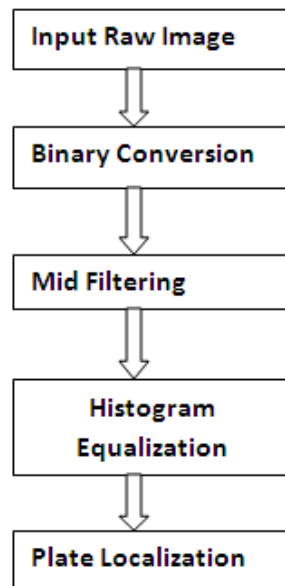 Input Raw Image
Binary Conversion
Mid Filtering
Histogram
Equalization
Plate Localization